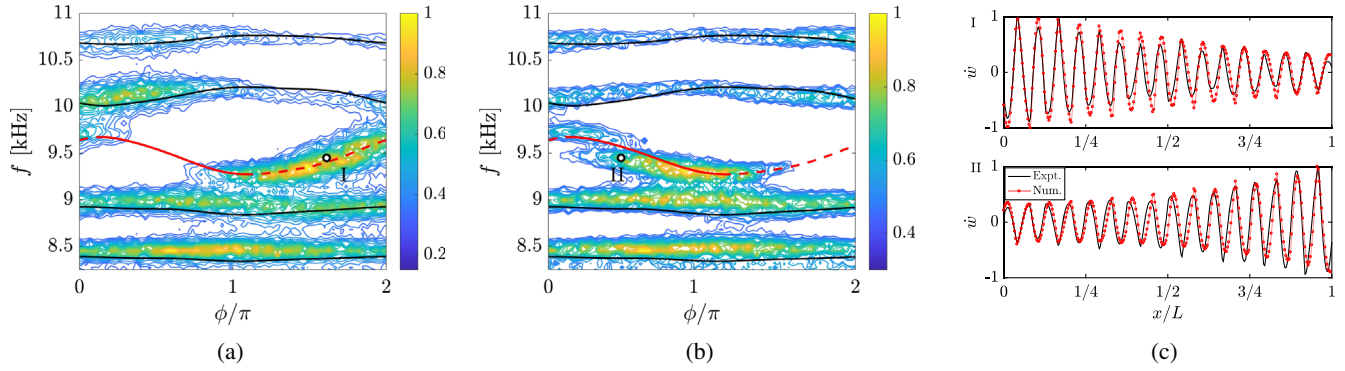 11
10.5
10
9.5
9
8.5
f [kHz]
0
1
2
ϕ/π
I
1
0.8
0.6
0.4
0.2
(a)
11
10.5
10
9.5
9
8.5
f [kHz]
0
1
2
ϕ/π
II
1
0.8
0.6
0.4
(b)
I
1
0
-1
ẇ
0
1/4
1/2
3/4
1
II
1
0
-1
ẇ
Expt.
Num.
0
1/4
1/2
3/4
1
x/L
(c)